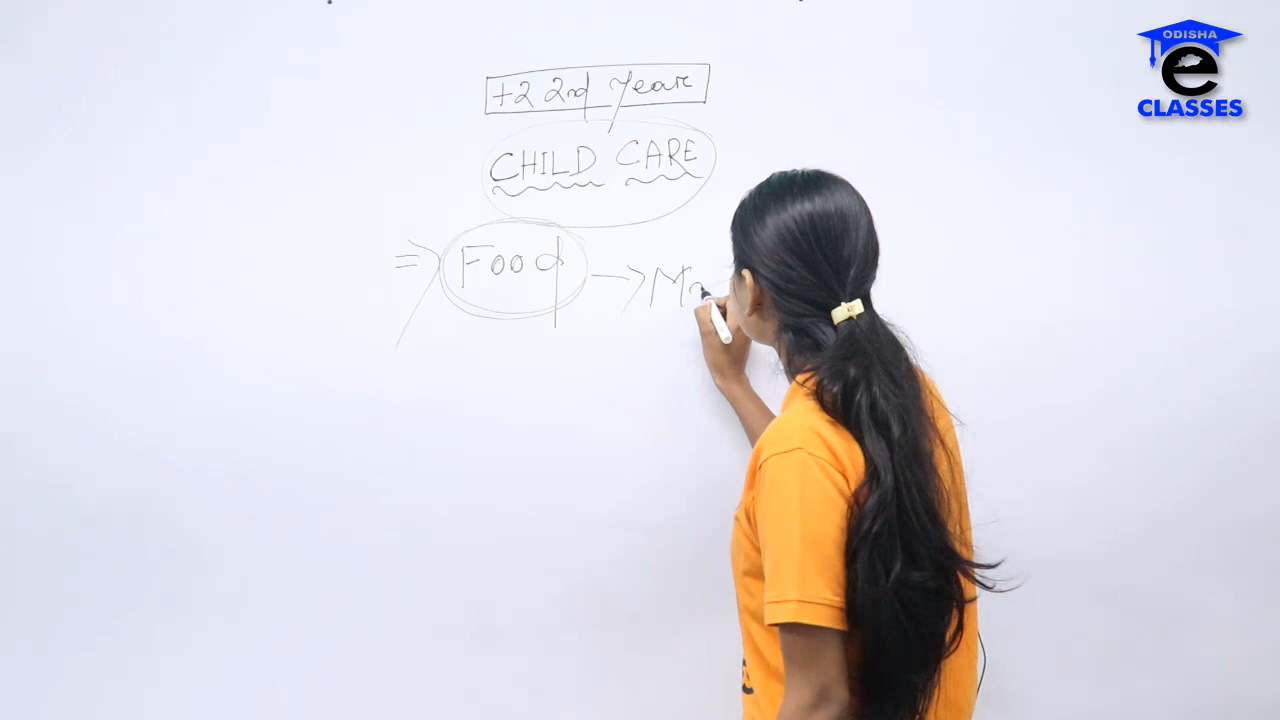 ODISHA
e
CLASSES
+2 2nd Year
CHILD CARE
=> Food →